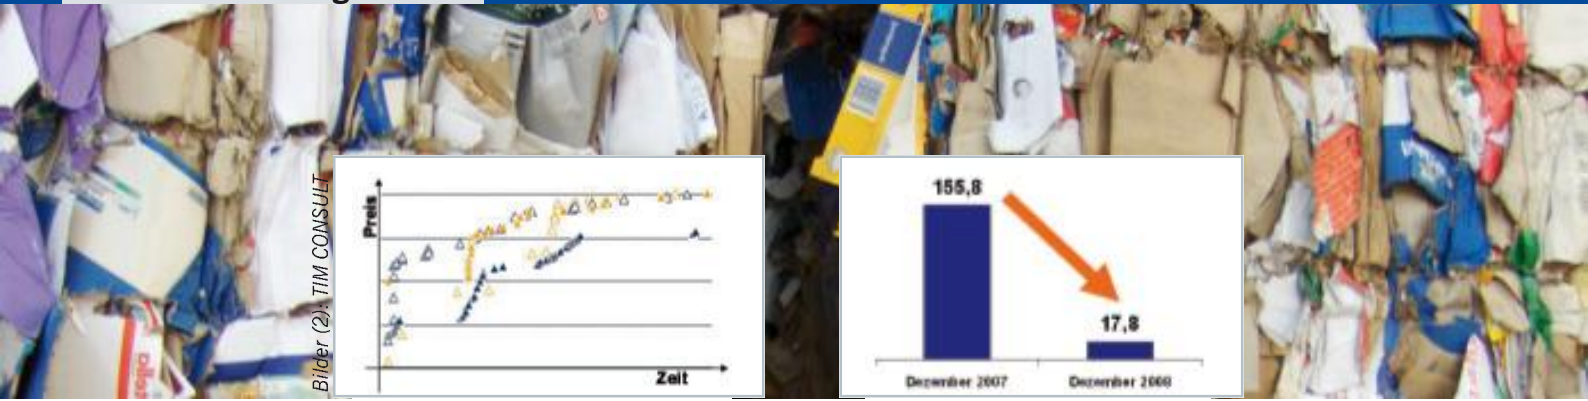 Bilder (2): TIM CONSULT
Preis
Zeit
155,8
17,8
Dezember 2007
Dezember 2008